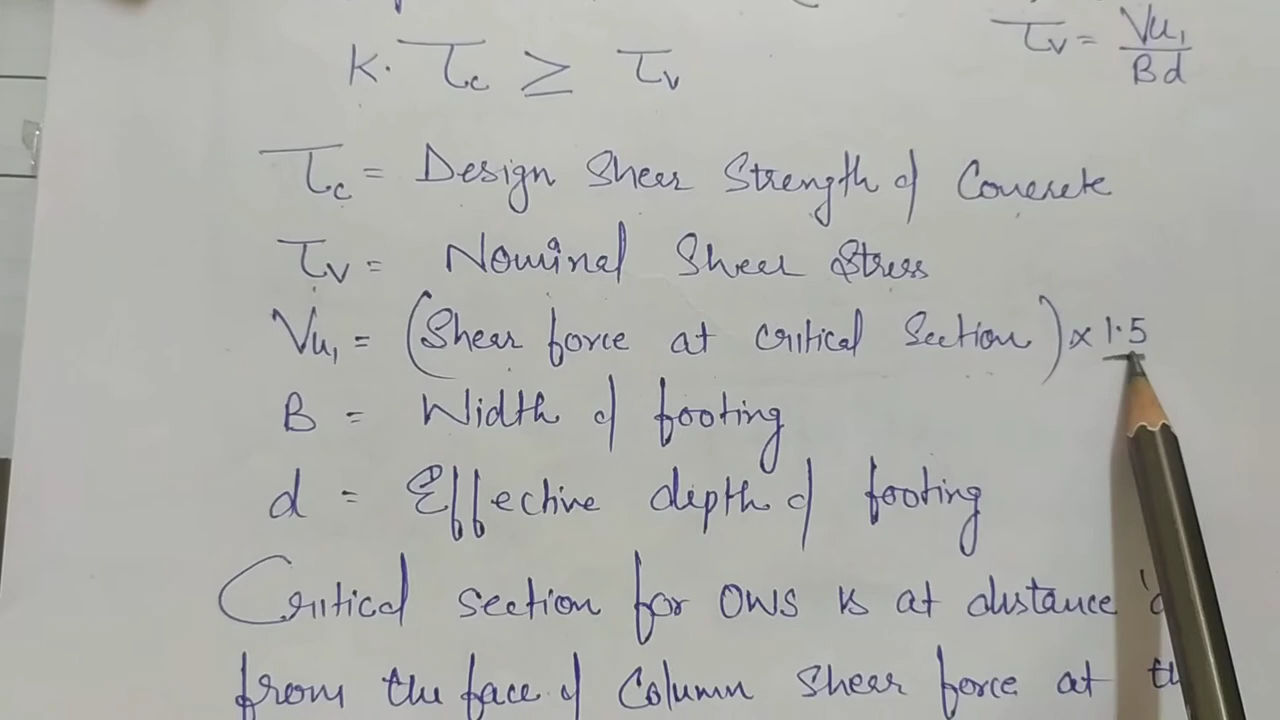 K. τc ≥ τv
τv = Vu1 / Bd
τc = Design Shear Strength of Concrete
τv = Nominal Shear Stress
Vu1 = (Shear force at critical Section) × 1.5
B = Width of footing
d = Effective depth of footing
Critical section for OWS is at distance 'd
from the face of Column Shear force at th